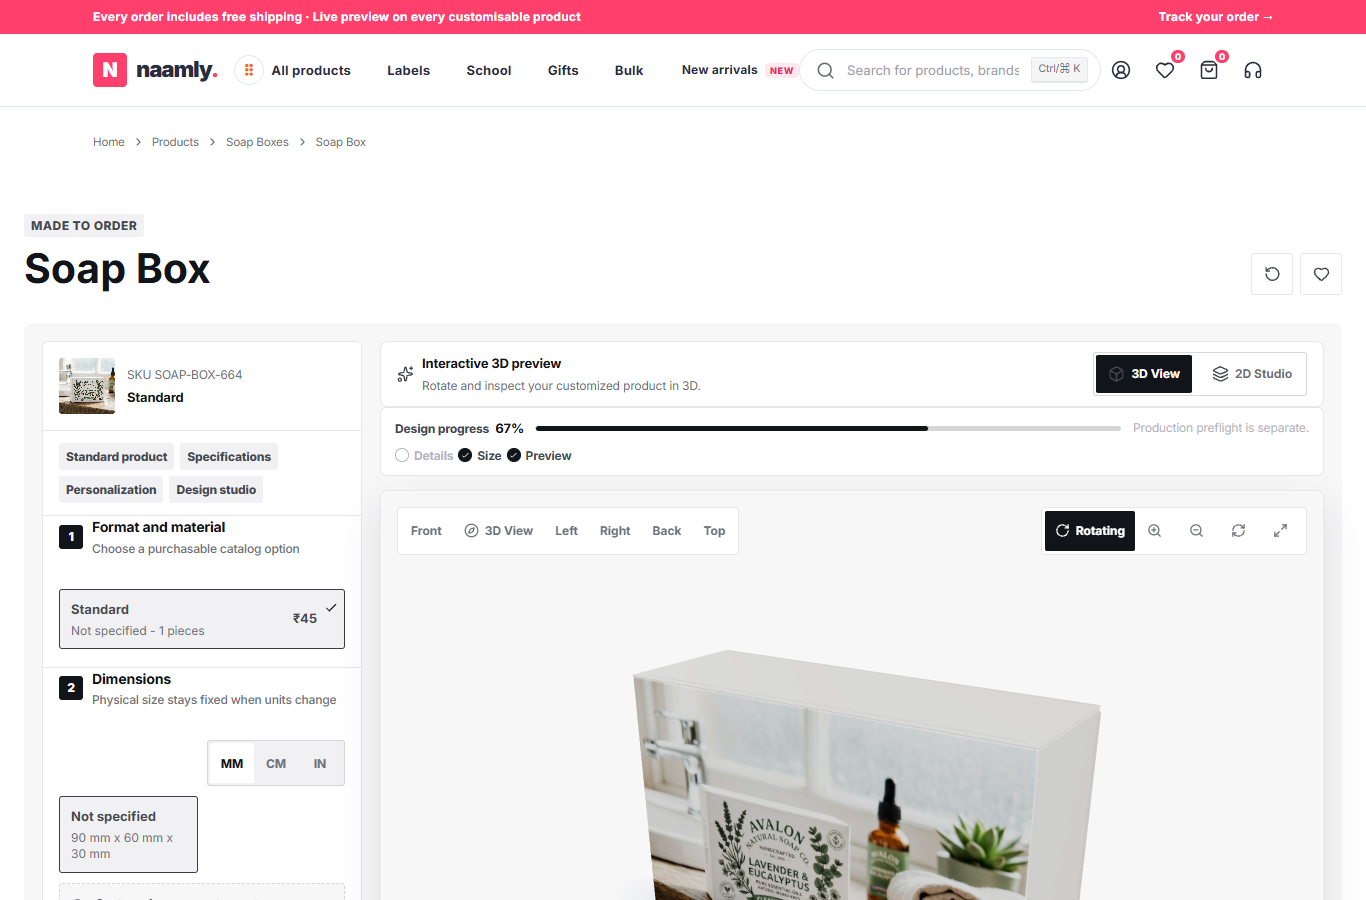 Every order includes free shipping · Live preview on every customisable product
Track your order →
N naamly.
All products
Labels
School
Gifts
Bulk
New arrivals NEW
Search for products, brands
Ctrl/⌘ K
0
0
Home > Products > Soap Boxes > Soap Box
MADE TO ORDER
Soap Box
SKU SOAP-BOX-664
Standard
Standard product
Specifications
Personalization
Design studio
1 Format and material
Choose a purchasable catalog option
Standard
₹45
Not specified - 1 pieces
2 Dimensions
Physical size stays fixed when units change
MM CM IN
Not specified
90 mm x 60 mm x
30 mm
Interactive 3D preview
Rotate and inspect your customized product in 3D.
3D View
2D Studio
Design progress 67%
Production preflight is separate.
Details Size Preview
Front
3D View
Left
Right
Back
Top
Rotating
AVALON
NATURAL SOAP CO.
HANDCRAFTED
LAVENDER &
EUCALYPTUS